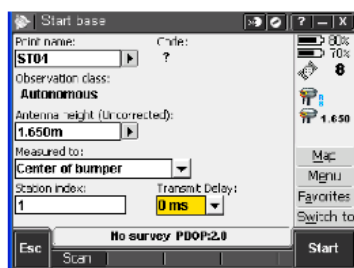 Start base
? – X
Point name:
Code:
80%
70%
ST01
?
8
Observation class:
Autonomous
Antenna height (Uncorrected):
1.650m
1.650
Measured to:
Center of bumper
Map
Menu
Station index:
Transmit Delay:
Favorites
1
0 ms
Switch to
No survey PDOP:2.0
Esc
Scan
Start